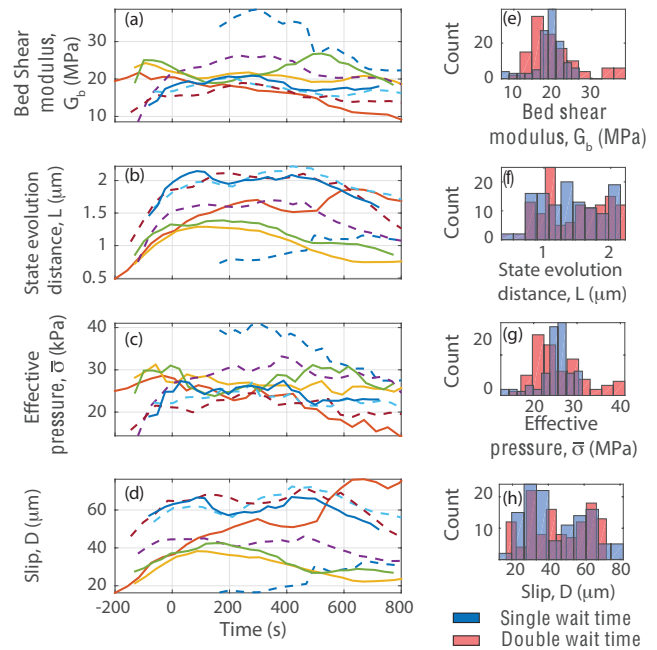 (a)
30
20
10
Bed Shear
modulus,
G_b (MPa)
(b)
2
1.5
1
0.5
State evolution
distance, L (μm)
(c)
40
30
20
Effective
pressure, σ̅ (kPa)
(d)
60
40
20
Slip, D (μm)
-200 0 200 400 600 800
Time (s)
(e)
30
20
10
0
Count
10 20 30
Bed shear
modulus, G_b (MPa)
(f)
20
10
0
Count
1 2
State evolution
distance, L (μm)
(g)
20
0
Count
20 30 40
Effective
pressure, σ̅ (MPa)
(h)
20
10
0
Count
20 40 60 80
Slip, D (μm)
Single wait time
Double wait time